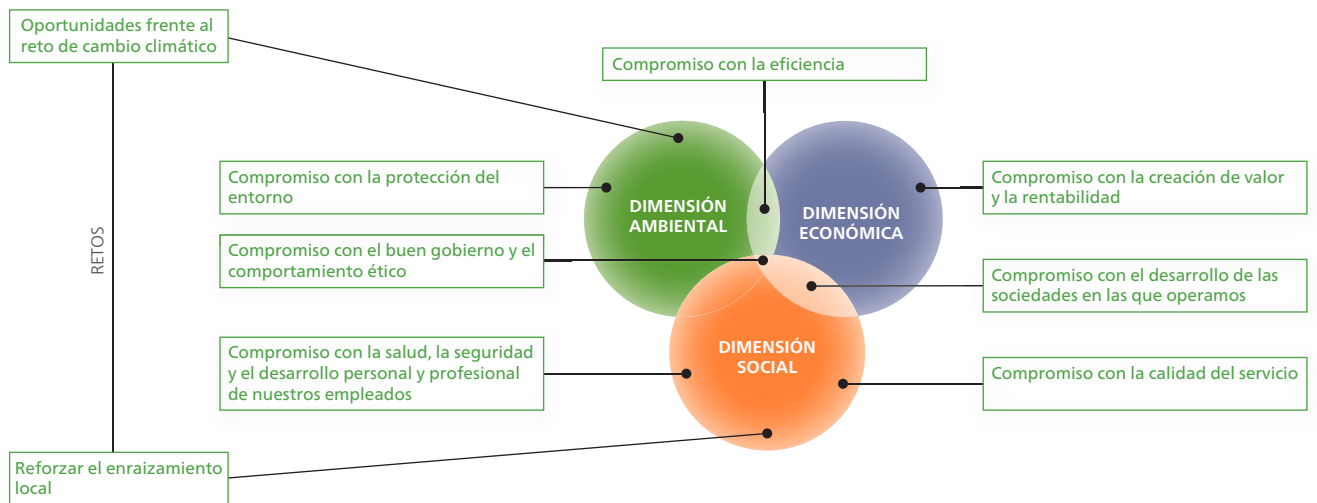 Oportunidades frente al
reto de cambio climático
Compromiso con la eficiencia
Compromiso con la protección del
entorno
DIMENSIÓN
AMBIENTAL
DIMENSIÓN
ECONÓMICA
Compromiso con la creación de valor
y la rentabilidad
RETOS
Compromiso con el buen gobierno y el
comportamiento ético
Compromiso con el desarrollo de las
sociedades en las que operamos
Compromiso con la salud, la seguridad
y el desarrollo personal y profesional
de nuestros empleados
DIMENSIÓN
SOCIAL
Compromiso con la calidad del servicio
Reforzar el enraizamiento
local